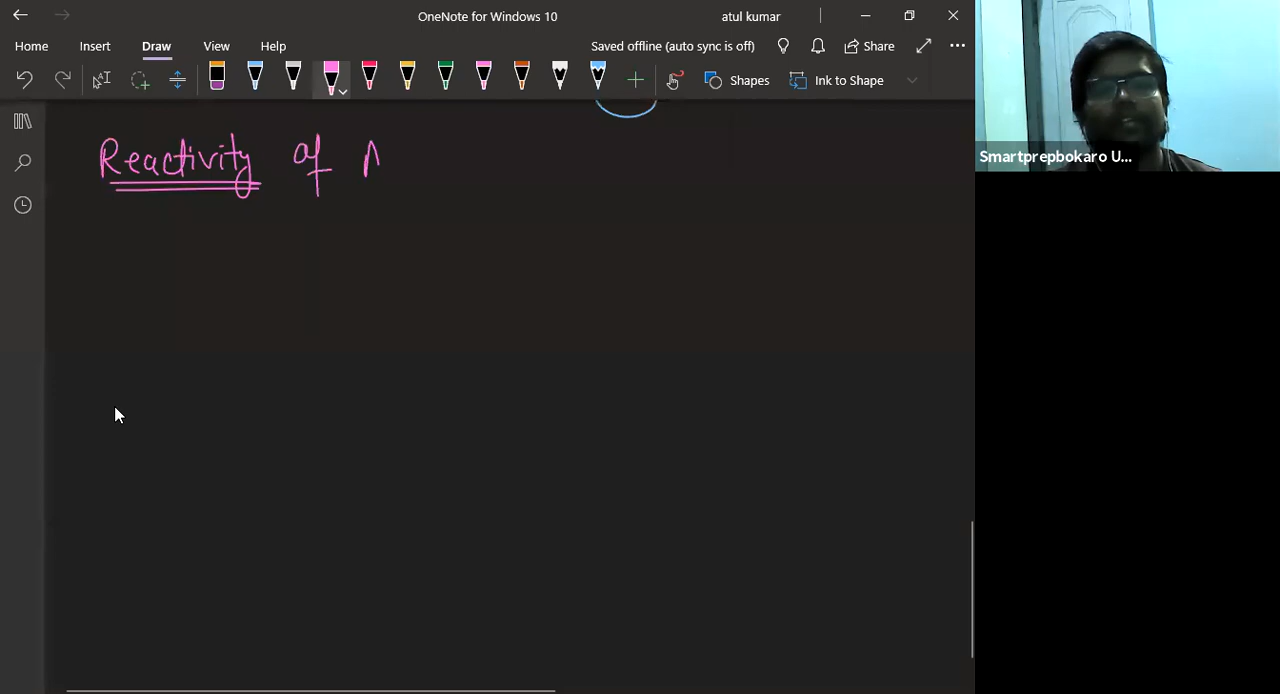 OneNote for Windows 10
atul kumar
Home Insert Draw View Help
Saved offline (auto sync is off)
Share
Shapes
Ink to Shape
Reactivity of
Smartprepbokaro U...